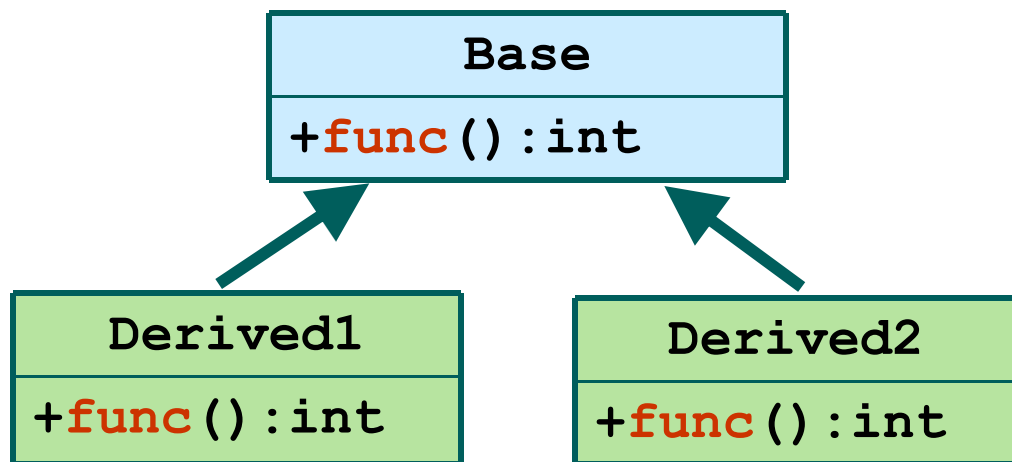 Base
+func():int
Derived1
+func():int
Derived2
+func():int